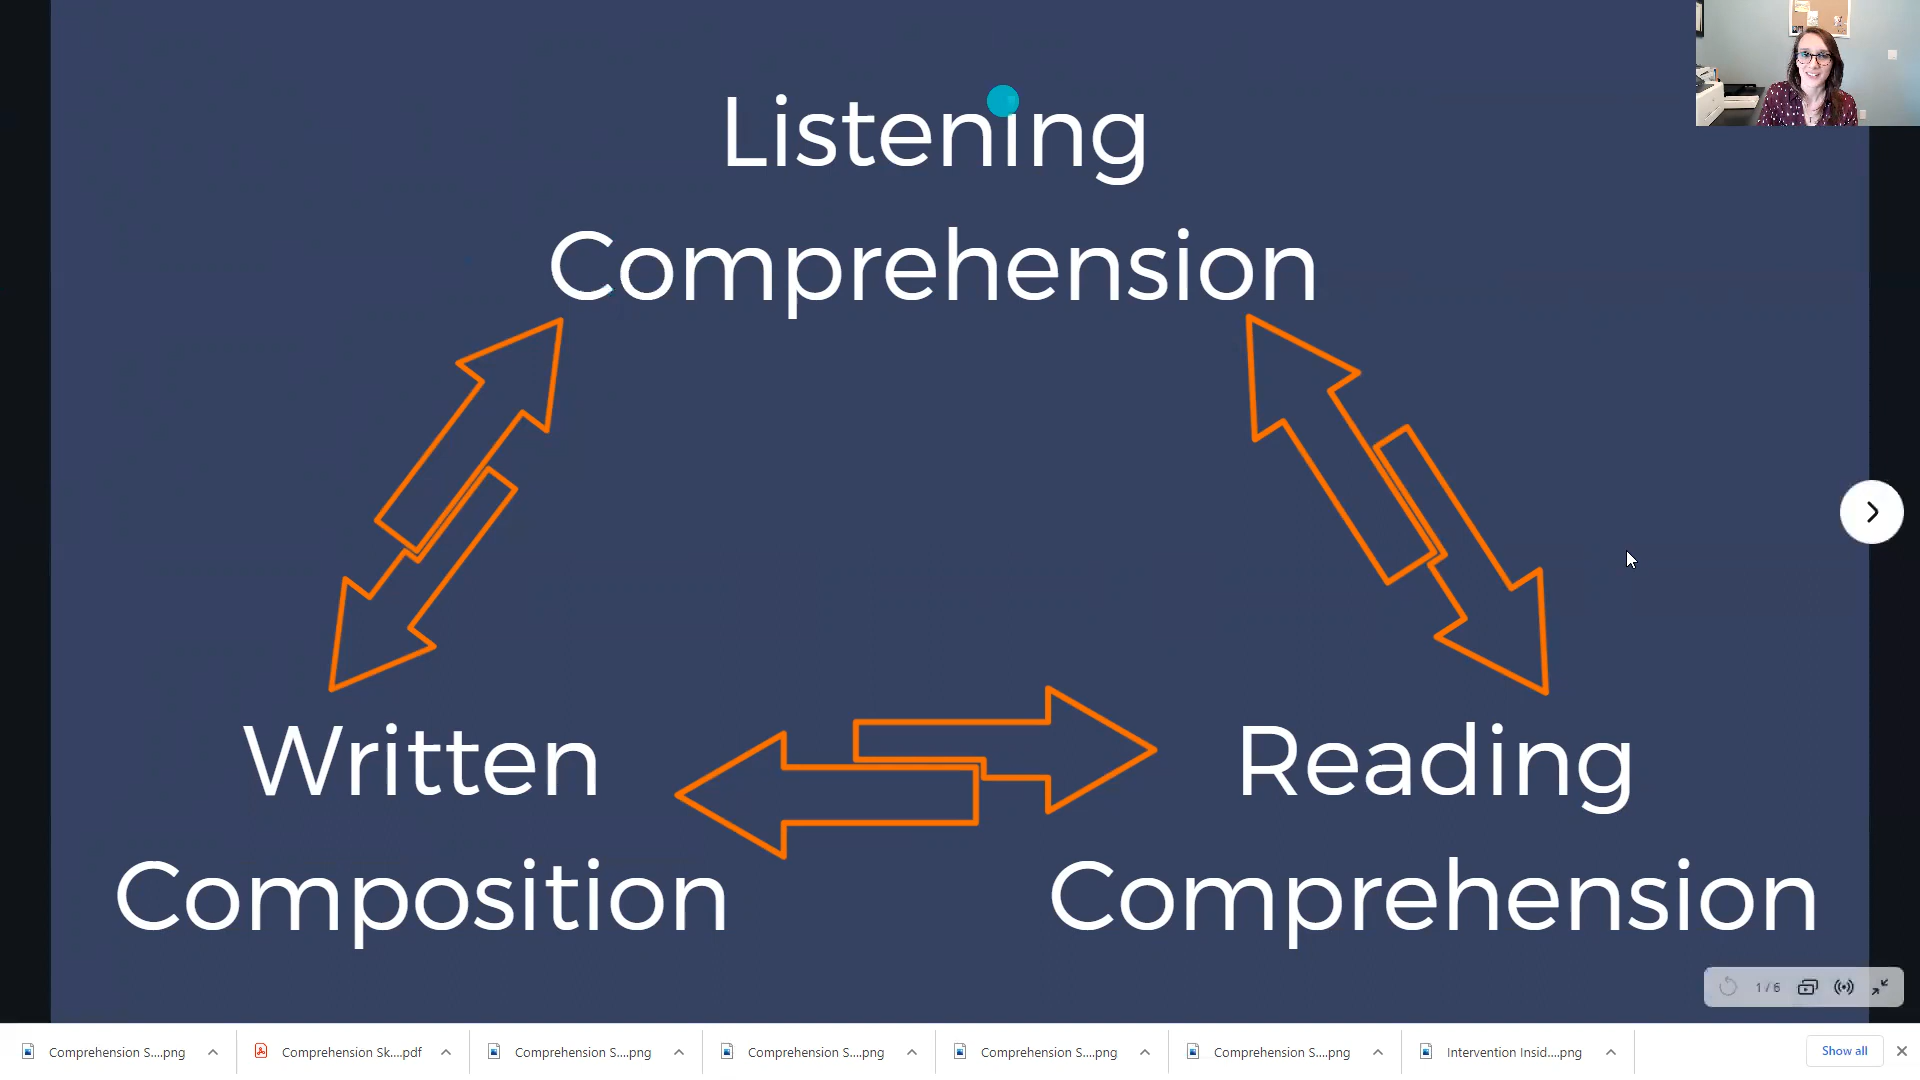 Listening
Comprehension
Written
Composition
Reading
Comprehension
1 / 6
Comprehension S....png
Comprehension Sk....pdf
Comprehension S....png
Comprehension S....png
Comprehension S....png
Comprehension S....png
Intervention Insid....png
Show all